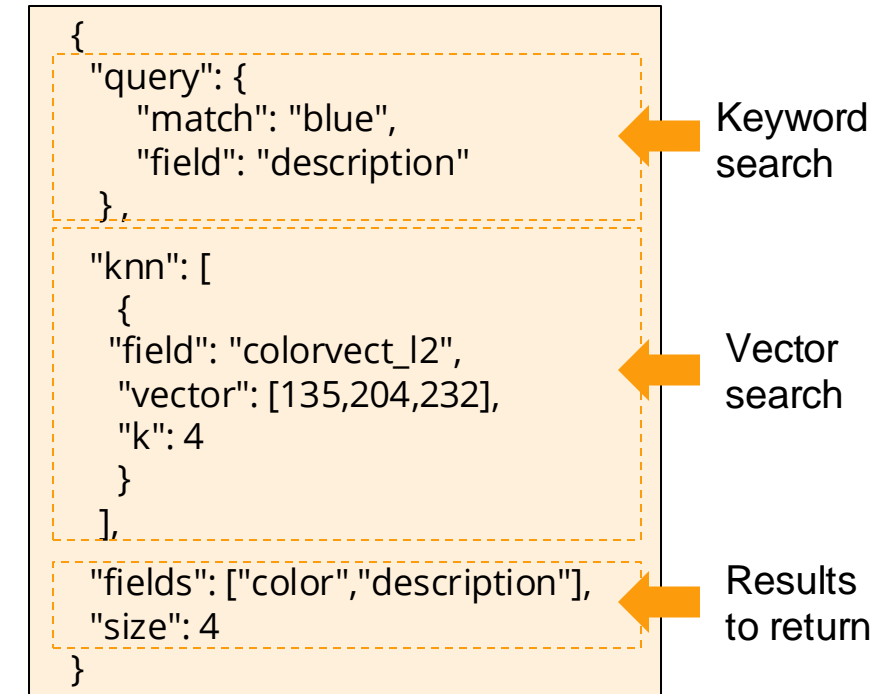 {
"query": {
"match": "blue",
"field": "description"
} ,
"knn": [
{
"field": "colorvect_l2",
"vector": [135,204,232],
"k": 4
}
],
"fields": ["color","description"],
"size": 4
}
Keyword
search
Vector
search
Results
to return